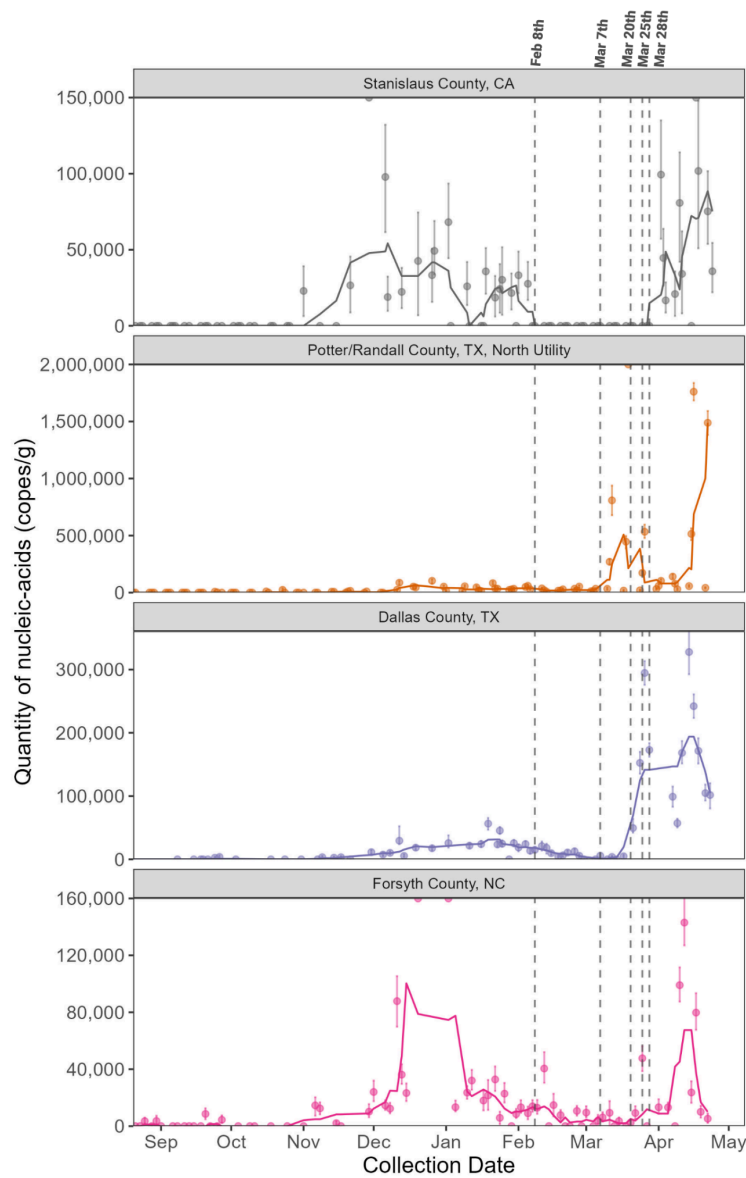 Feb 8th
Mar 7th
Mar 20th
Mar 25th
Mar 28th
Stanislaus County, CA
150,000
100,000
50,000
0
Potter/Randall County, TX, North Utility
2,000,000
1,500,000
1,000,000
500,000
0
Dallas County, TX
300,000
200,000
100,000
0
Forsyth County, NC
160,000
120,000
80,000
40,000
0
Quantity of nucleic-acids (copes/g)
Sep Oct Nov Dec Jan Feb Mar Apr May
Collection Date